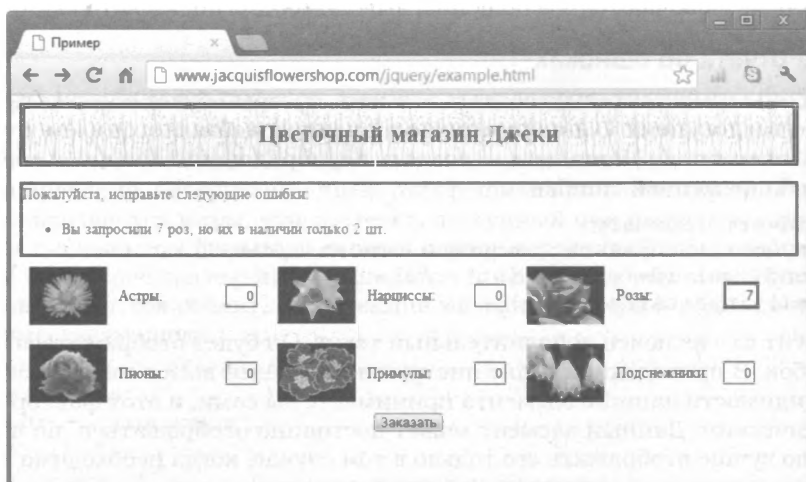 Пример
www.jacquisflowershop.com/jquery/example.html
Цветочный магазин Джеки
Пожалуйста, исправьте следующие ошибки:
Вы запросили 7 роз, но их в наличии только 2 шт.
Астры: 0 Нарциссы: 0 Розы: 7
Пионы: 0 Примулы: 0 Подснежники: 0
Заказать